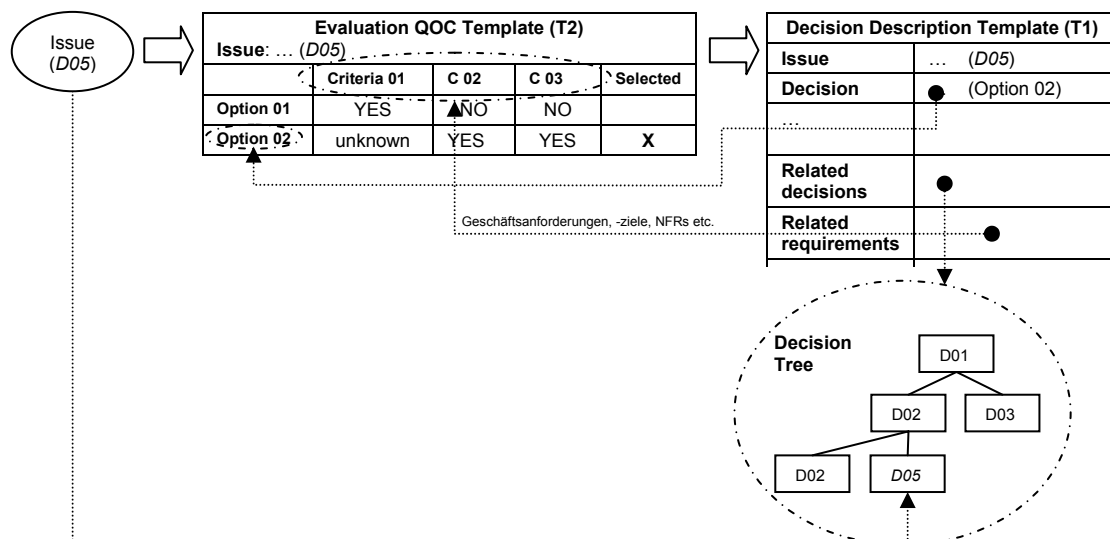 Issue
(D05)
Evaluation QOC Template (T2)
Issue: … (D05)
Criteria 01 C 02 C 03 Selected
Option 01 YES NO NO
Option 02 unknown YES YES X
Decision Description Template (T1)
Issue … (D05)
Decision (Option 02)
…
Related
decisions
Related
requirements
Geschäftsanforderungen, -ziele, NFRs etc.
Decision
Tree
D01
D02 D03
D02 D05